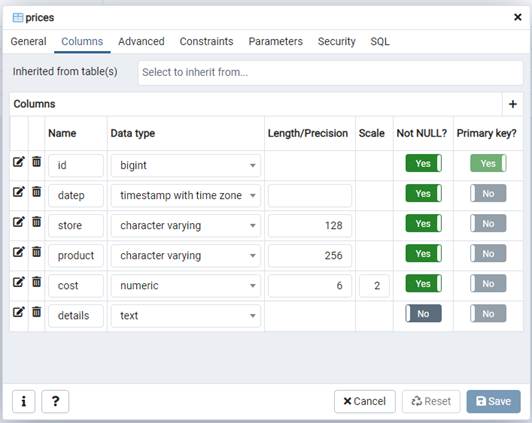 prices
General Columns Advanced Constraints Parameters Security SQL
Inherited from table(s) Select to inherit from...
Columns
Name Data type Length/Precision Scale Not NULL? Primary key?
id bigint Yes Yes
datep timestamp with time zone Yes No
store character varying 128 Yes No
product character varying 256 Yes No
cost numeric 6 2 Yes No
details text No No
i ? Cancel Reset Save